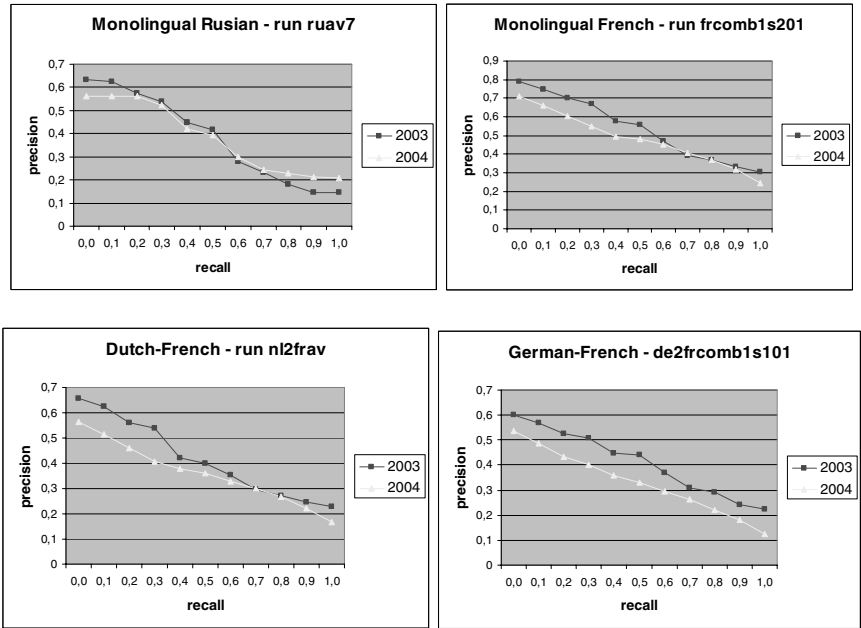 Monolingual Rusian - run ruav7
0,7
0,6
0,5
0,4
0,3
0,2
0,1
0
precision
0,0 0,1 0,2 0,3 0,4 0,5 0,6 0,7 0,8 0,9 1,0
recall
2003
2004
Monolingual French - run frcomb1s201
0,9
0,8
0,7
0,6
0,5
0,4
0,3
0,2
0,1
0
precision
0,0 0,1 0,2 0,3 0,4 0,5 0,6 0,7 0,8 0,9 1,0
recall
2003
2004
Dutch-French - run nl2frav
0,7
0,6
0,5
0,4
0,3
0,2
0,1
0
precision
0,0 0,1 0,2 0,3 0,4 0,5 0,6 0,7 0,8 0,9 1,0
recall
2003
2004
German-French - de2frcomb1s101
0,7
0,6
0,5
0,4
0,3
0,2
0,1
0
precision
0,0 0,1 0,2 0,3 0,4 0,5 0,6 0,7 0,8 0,9 1,0
recall
2003
2004